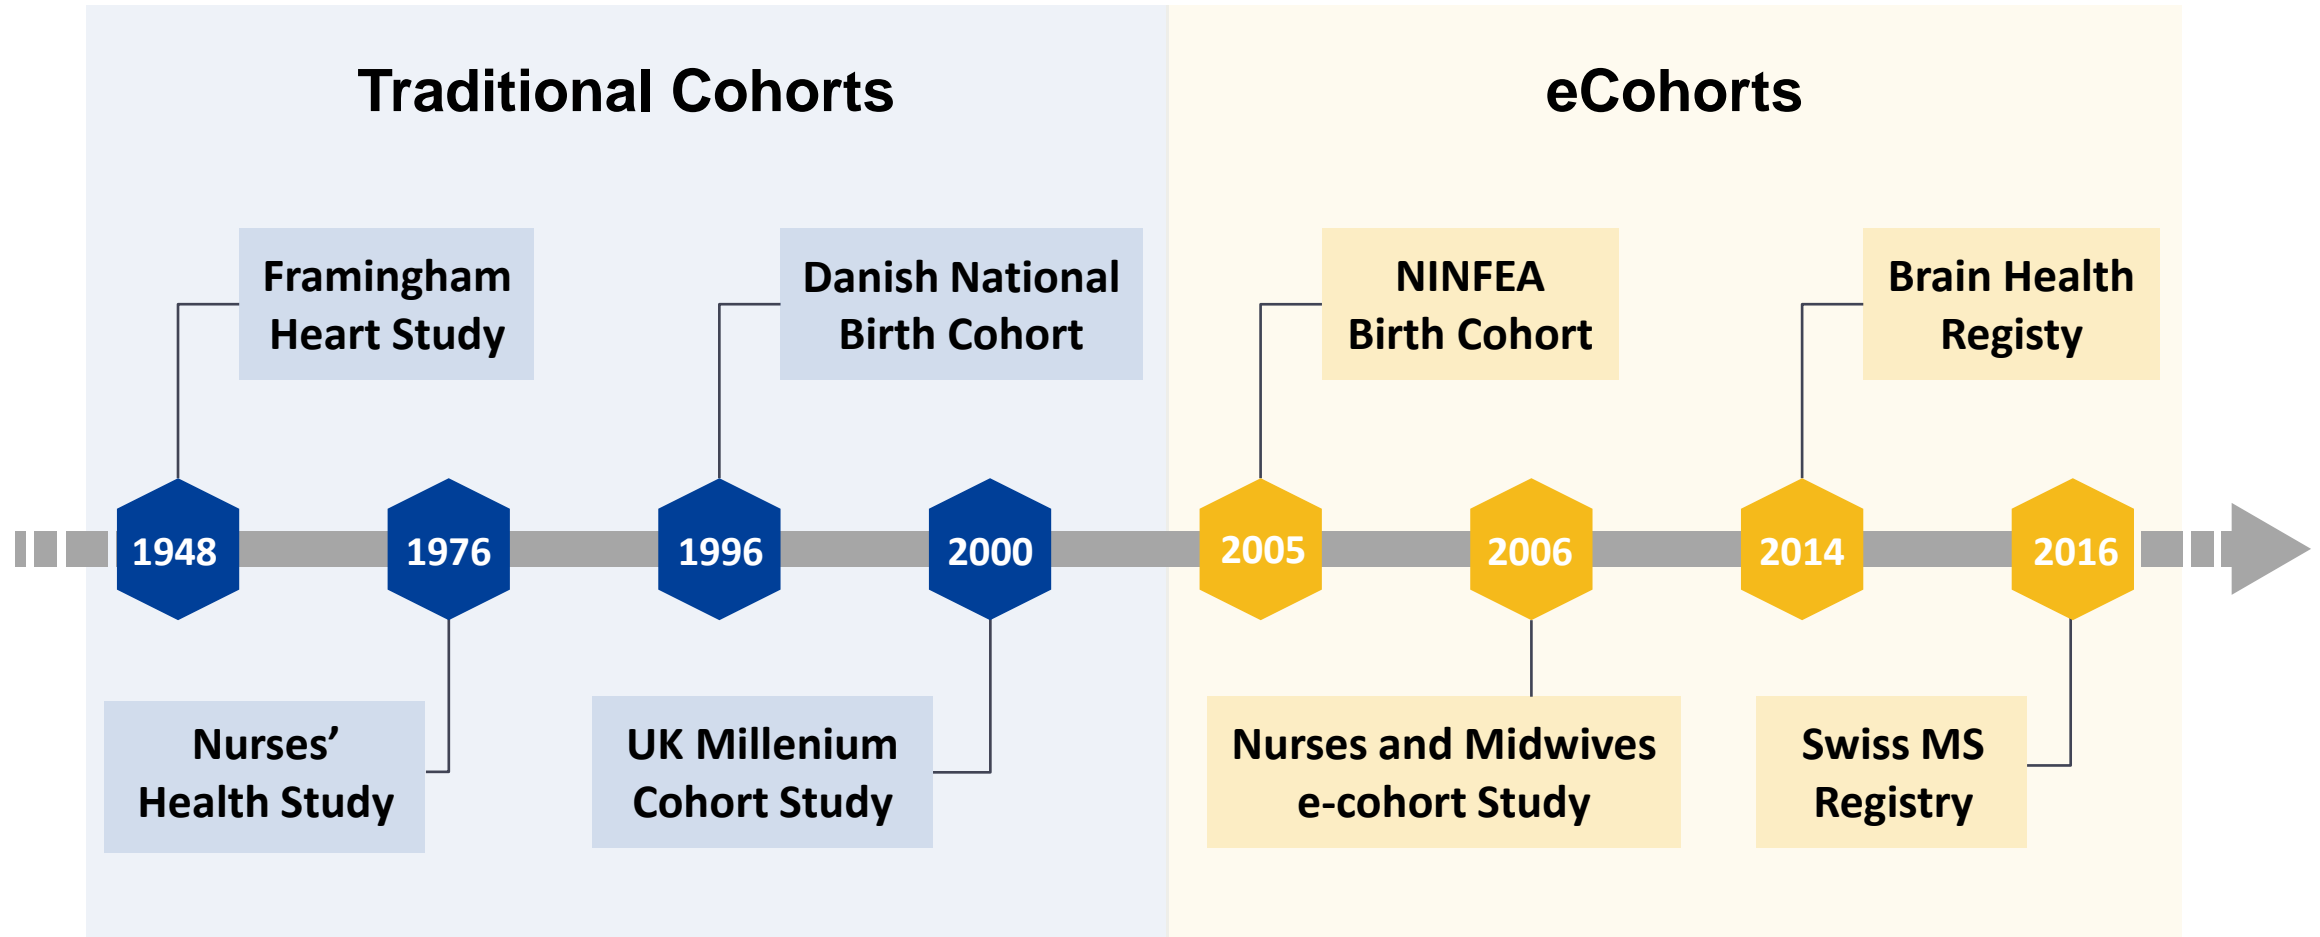 Traditional Cohorts
eCohorts
Framingham
Heart Study
Danish National
Birth Cohort
NINFEA
Birth Cohort
Brain Health
Registy
1948
1976
1996
2000
2005
2006
2014
2016
Nurses’
Health Study
UK Millenium
Cohort Study
Nurses and Midwives
e-cohort Study
Swiss MS
Registry